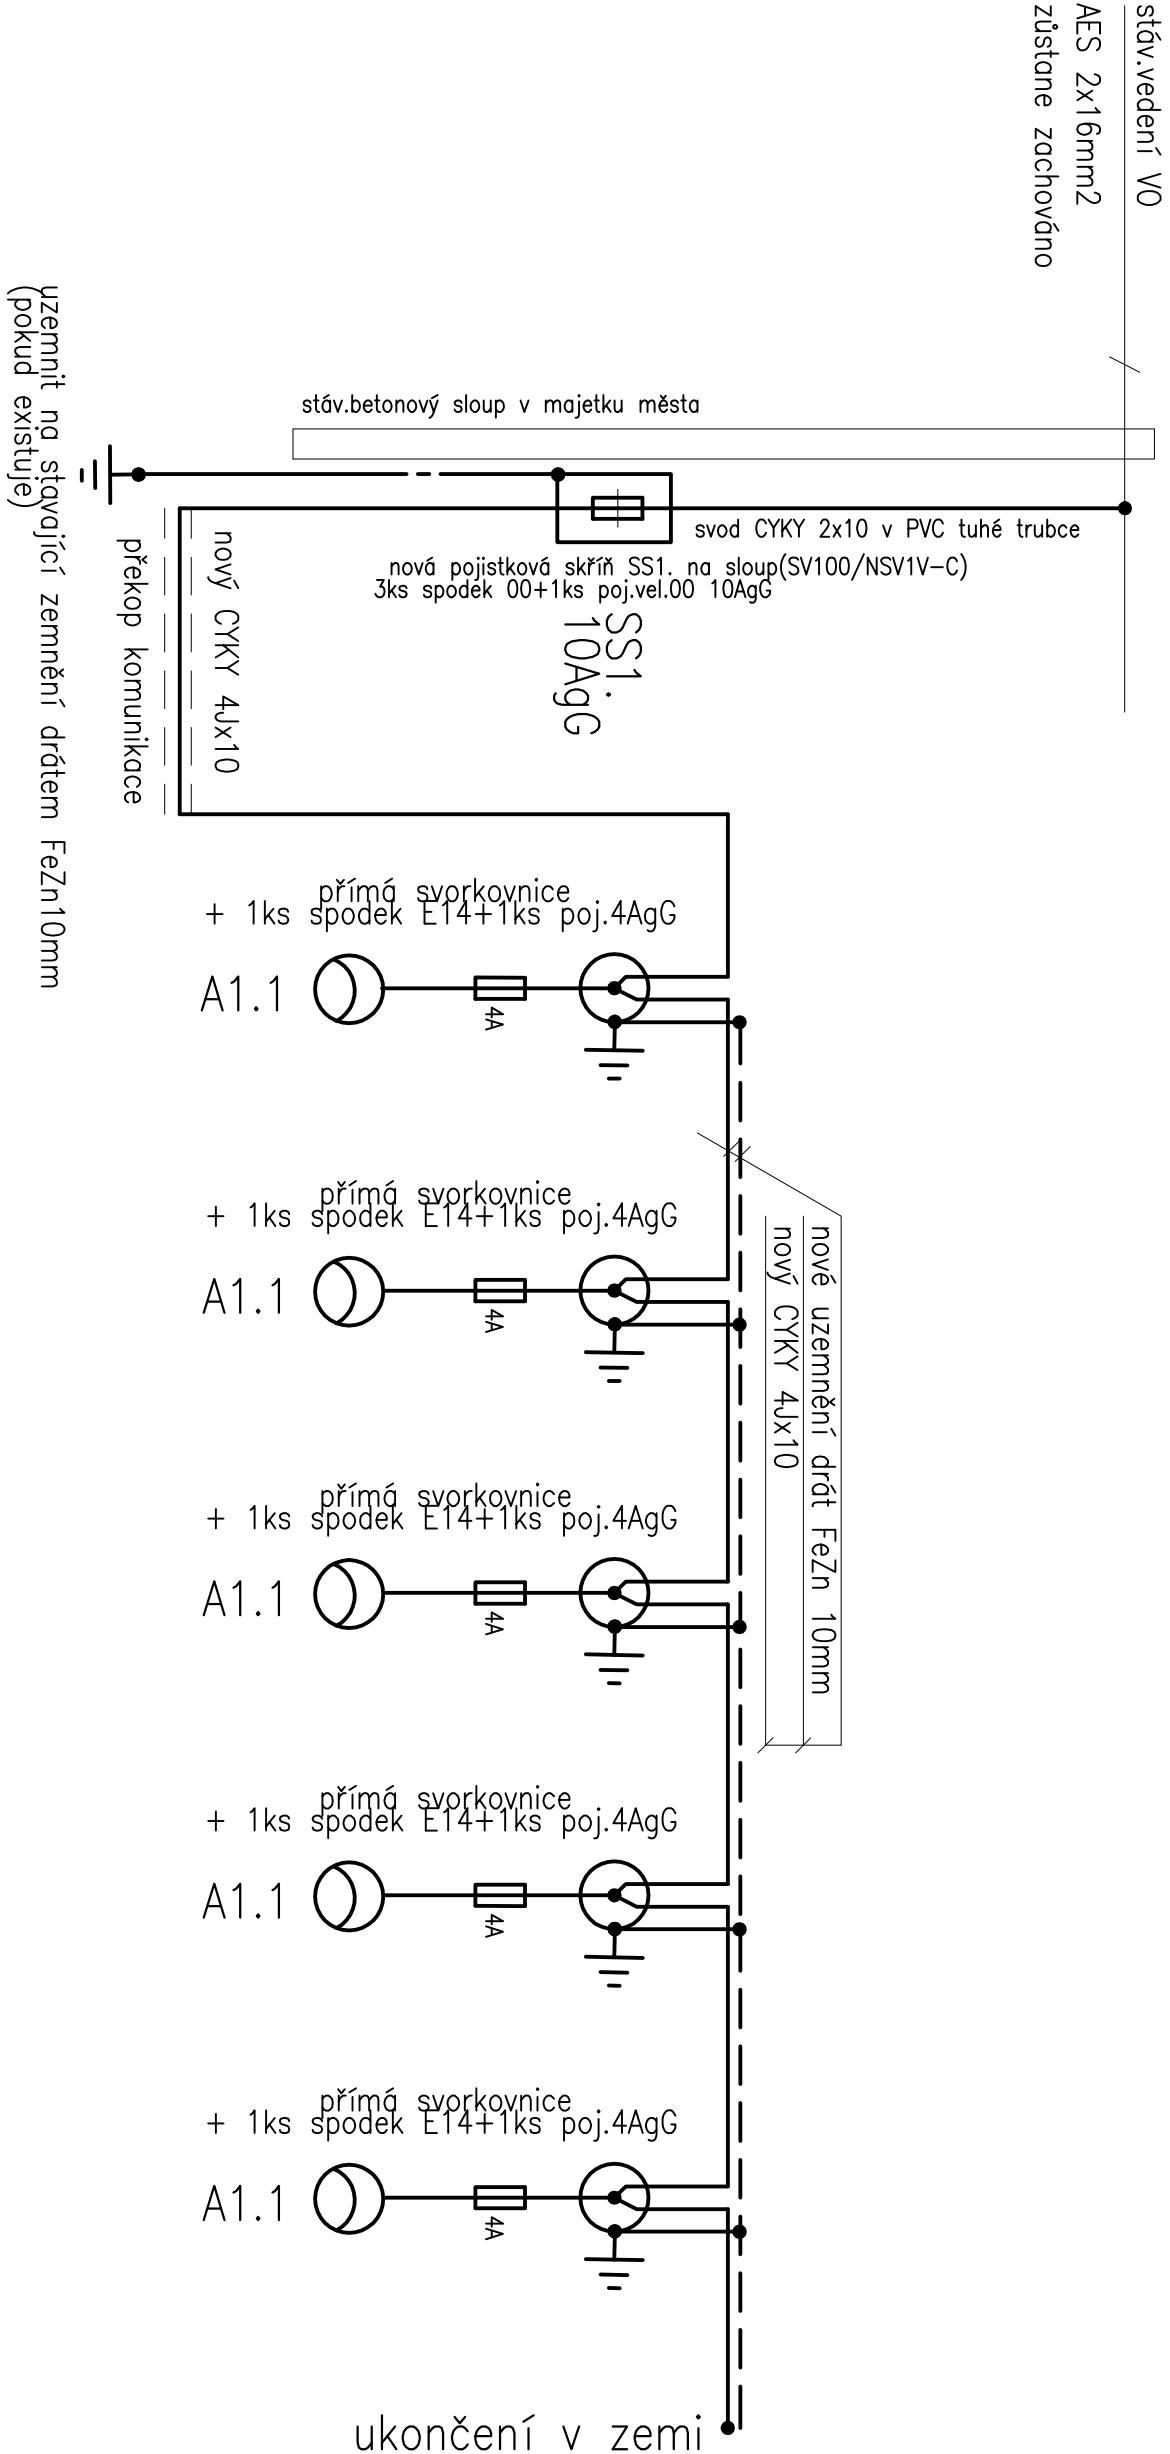 stáv.vedení VO
AES 2x16mm2
zůstane zachováno
stáv.betonový sloup v majetku města
svod CYKY 2x10 v PVC tuhé trubce
nová pojistková skříň SS1. na sloup(SV100/NSV1V-C)
3ks spodek 00+1ks poj.vel.00 10AgG
SS1.
10AgG
uzemnit na stavající zemnění drátem FeZn10mm
(pokud existuje)
nový CYKY 4Jx10
překop komunikace
přímá svorkovnice
+ 1ks spodek E14+1ks poj.4AgG
A1.1
4A
nové uzemnění drát FeZn 10mm
nový CYKY 4Jx10
přímá svorkovnice
+ 1ks spodek E14+1ks poj.4AgG
A1.1
4A
přímá svorkovnice
+ 1ks spodek E14+1ks poj.4AgG
A1.1
4A
přímá svorkovnice
+ 1ks spodek E14+1ks poj.4AgG
A1.1
4A
přímá svorkovnice
+ 1ks spodek E14+1ks poj.4AgG
A1.1
4A
ukončení v zemi